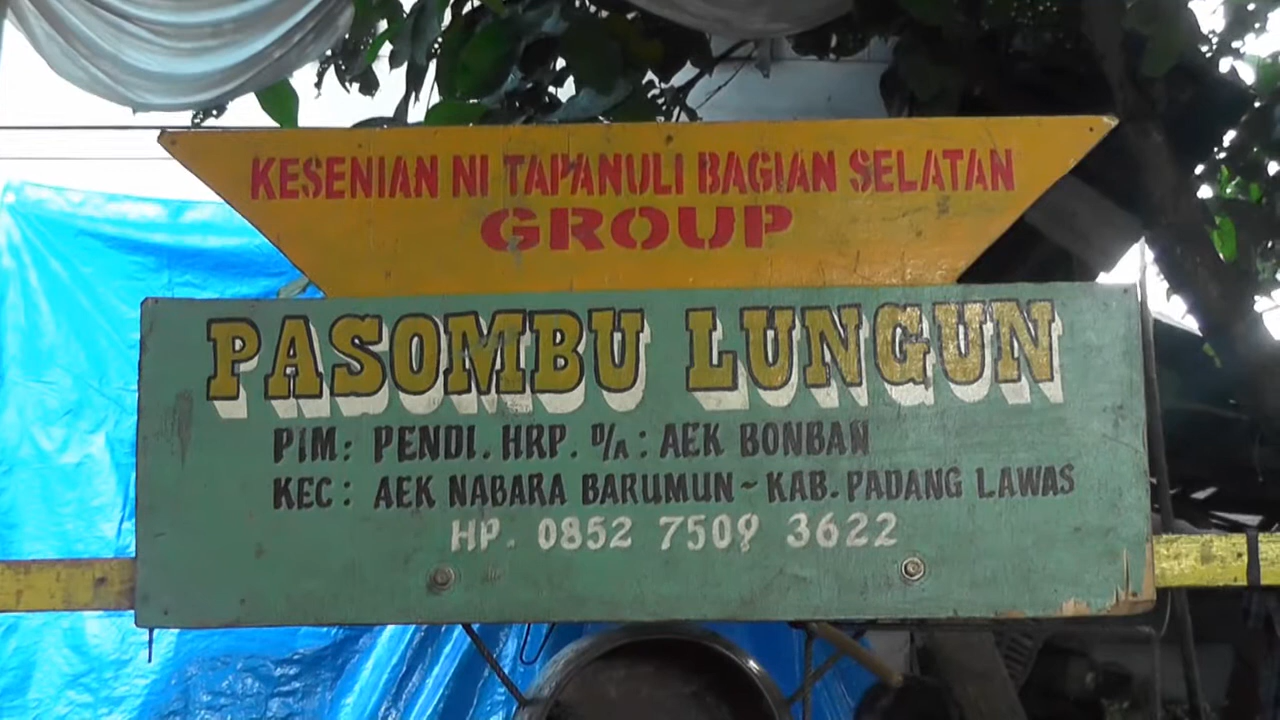 KESENIAN NI TAPANULI BAGIAN SELATAN
GROUP
PASOMBU LUNGUN
PIM: PENDI. HRP. D/A: AEK BONBAN
KEC: AEK NABARA BARUMUN ~ KAB. PADANG LAWAS
HP. 0852 7509 3622